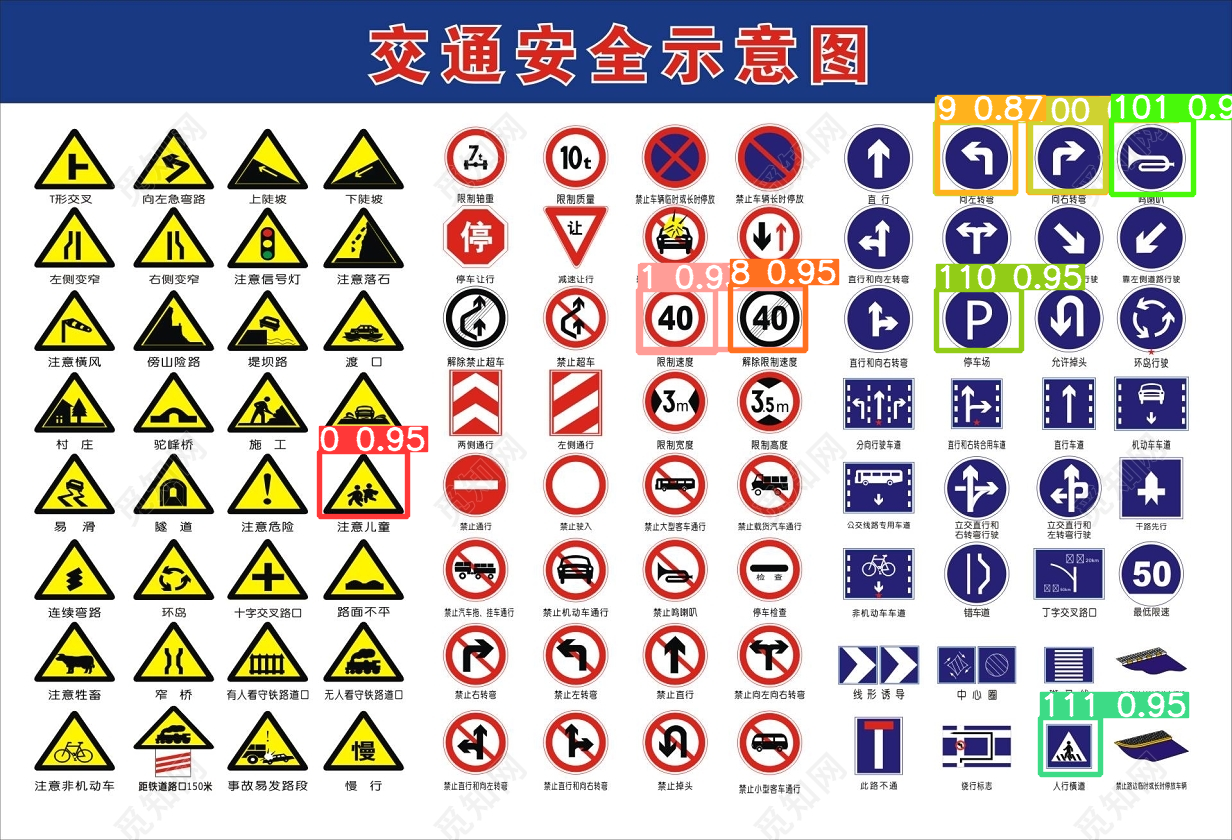 交通安全示意图
9 0.87
00 0
101 0.9
7t
10t
T形交叉
向左急弯路
上陡坡
下陡坡
限制轴重
限制质量
禁止车辆临时或长时停放
禁止车辆长时停放
直行
向左转弯
向右转弯
鸣喇叭
停
让
左侧变窄
右侧变窄
注意信号灯
注意落石
停车让行
减速让行
1 0.9
8 0.95
直行和向左转弯
110 0.95
靠左侧道路行驶
40
40
P
注意横风
傍山险路
堤坝路
渡口
解除禁止超车
禁止超车
限制速度
解除限制速度
直行和向右转弯
停车场
允许掉头
环岛行驶
3m
3.5m
村庄
驼峰桥
施工
0 0.95
两侧通行
左侧通行
限制宽度
限制高度
分向行驶车道
直行和右转合用车道
直行车道
机动车车道
易滑
隧道
注意危险
注意儿童
禁止通行
禁止驶入
禁止大型客车通行
禁止载货汽车通行
公交线路专用车道
立交直行和
右转弯行驶
立交直行和
左转弯行驶
干路先行
检查
20km
50
连续弯路
环岛
十字交叉路口
路面不平
禁止汽车拖、挂车通行
禁止机动车通行
禁止鸣喇叭
停车检查
非机动车车道
错车道
丁字交叉路口
最低限速
注意牲畜
窄桥
有人看守铁路道口
无人看守铁路道口
禁止右转弯
禁止左转弯
禁止直行
禁止向左向右转弯
线形诱导
中心圈
111 0.95
慢
注意非机动车
距铁道路口150米
事故易发路段
慢行
禁止直行和向左转弯
禁止直行和向右转弯
禁止掉头
禁止小型客车通行
此路不通
绕行标志
人行横道
禁止路边临时或长时停放车辆
觅知网